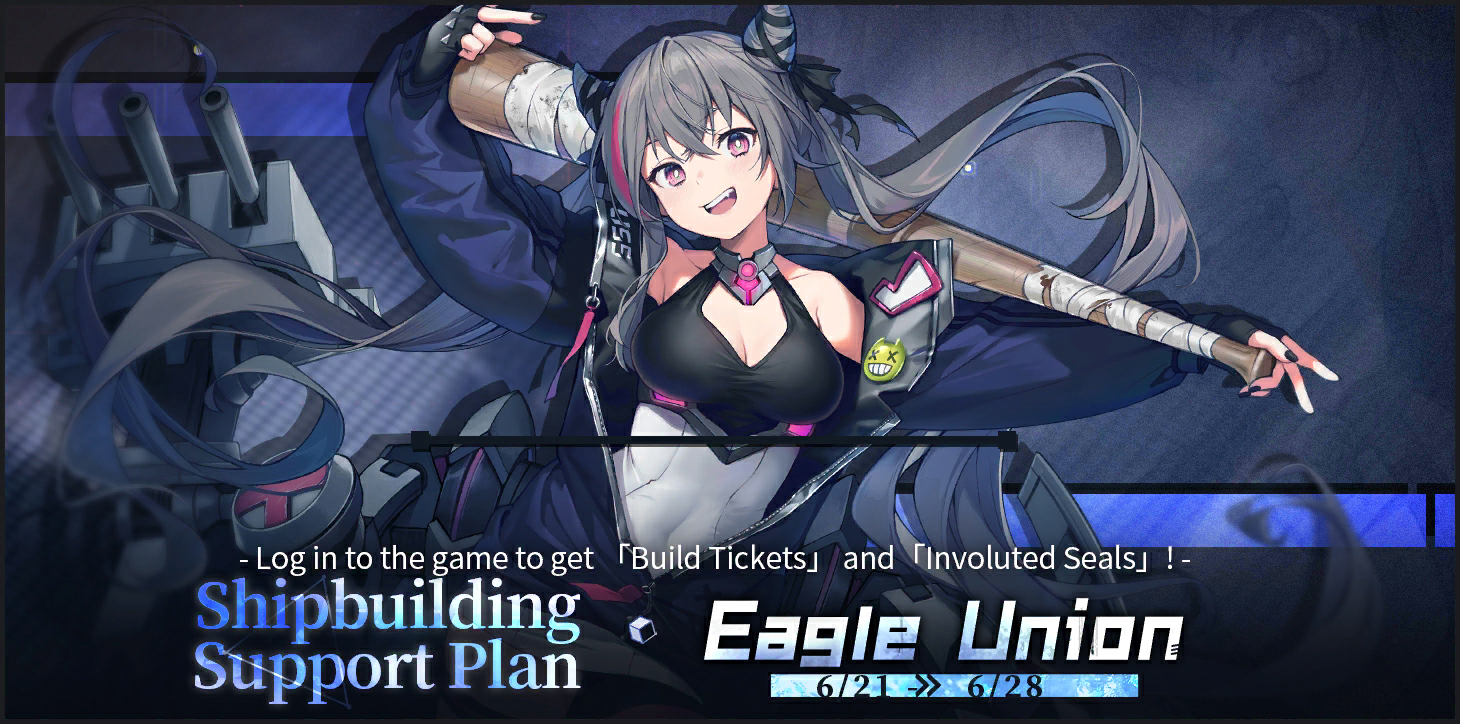 - Log in to the game to get 「Build Tickets」 and「Involuted Seals」! -
Shipbuilding
Support Plan
Eagle Union
6/21 -> 6/28